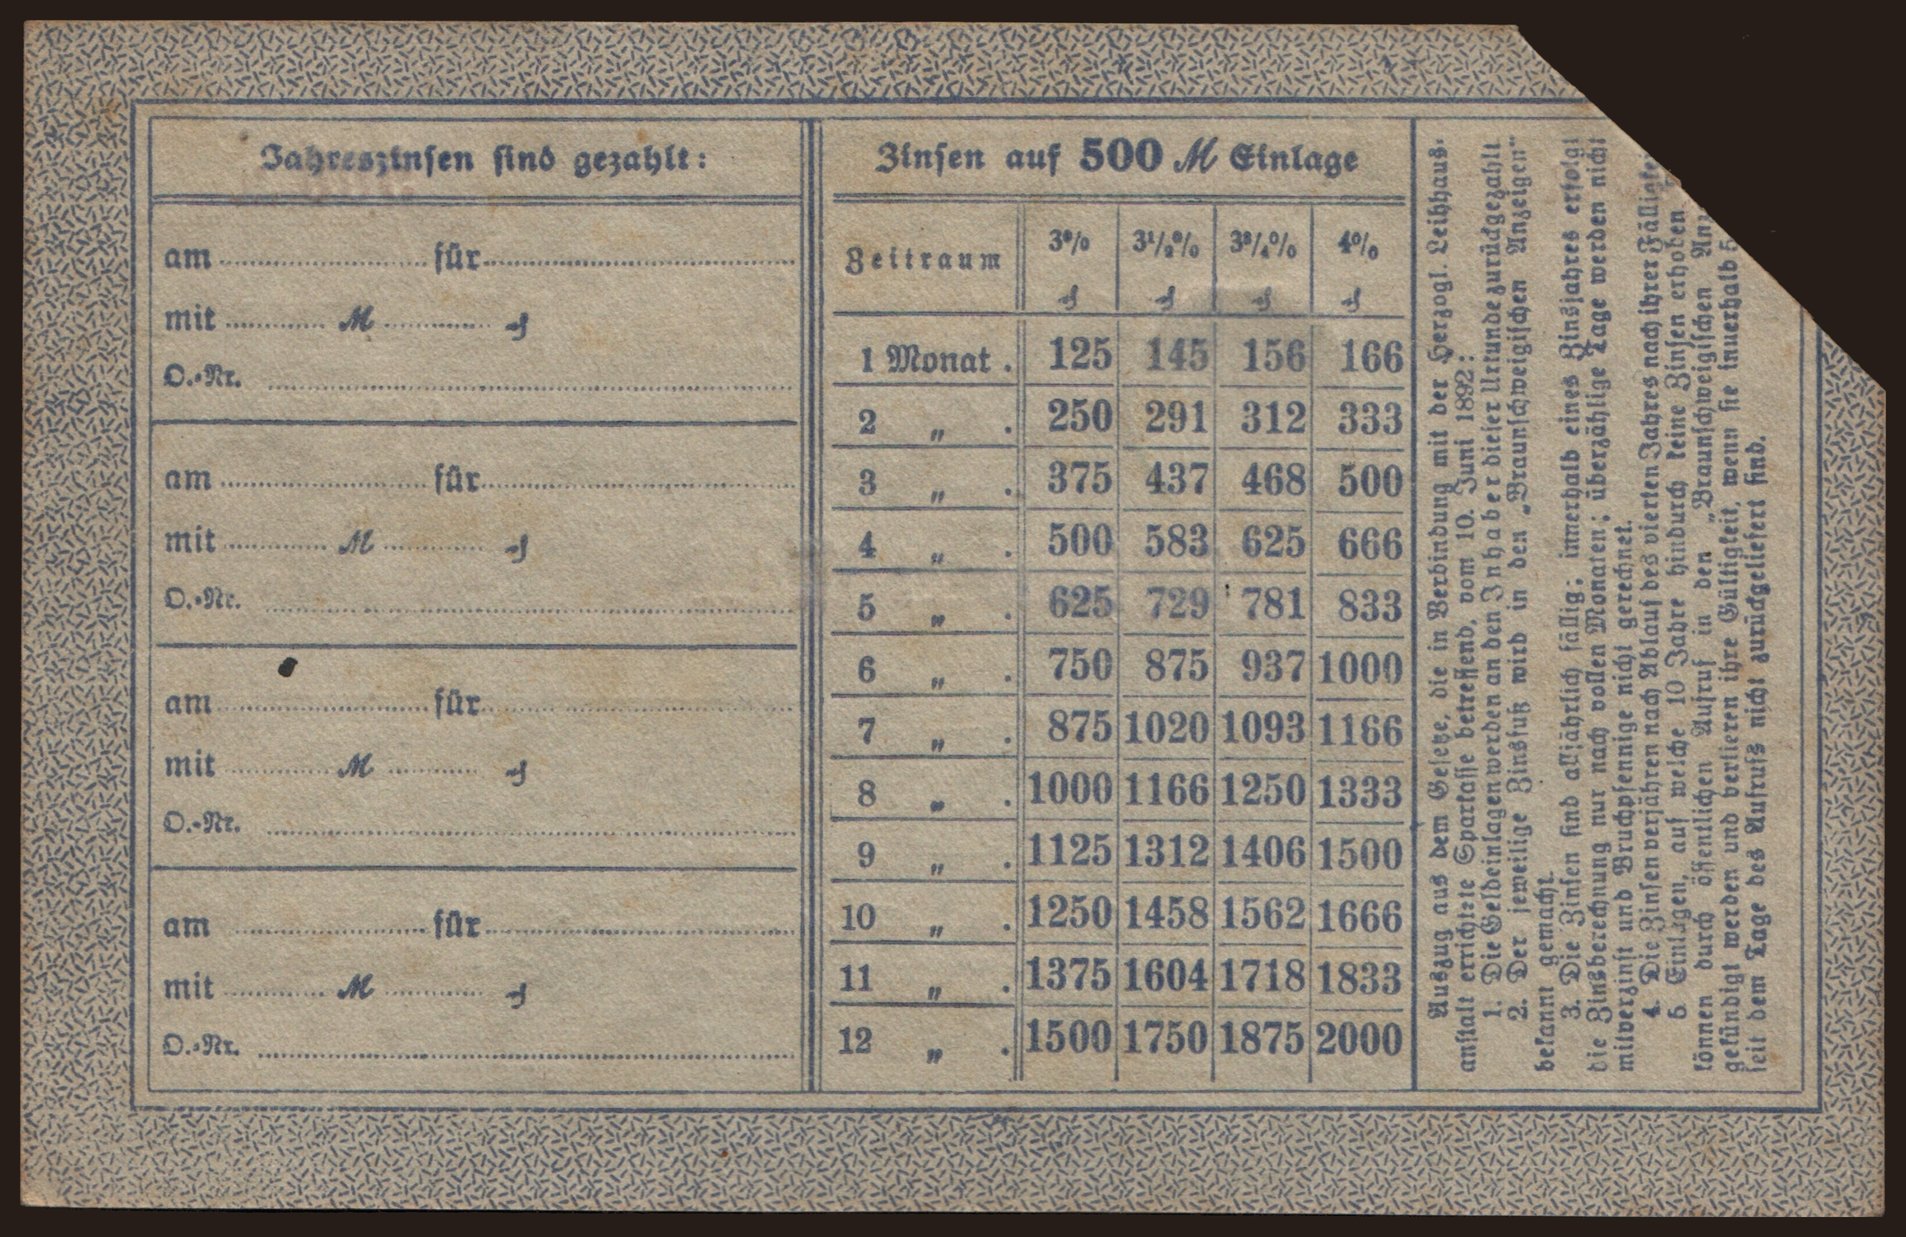 Jahreszinsen sind gezahlt:
am für
mit M ₰
O.-Nr.
am für
mit M ₰
O.-Nr.
am für
mit M ₰
O.-Nr.
am für
mit M ₰
O.-Nr.
Zinsen auf 500 M Einlage
Zeitraum 3% 3½% 3¾% 4%
₰ ₰ ₰ ₰
1 Monat . 125 145 156 166
2 „ . 250 291 312 333
3 „ . 375 437 468 500
4 „ . 500 583 625 666
5 „ . 625 729 781 833
6 „ . 750 875 937 1000
7 „ . 875 1020 1093 1166
8 „ . 1000 1166 1250 1333
9 „ . 1125 1312 1406 1500
10 „ . 1250 1458 1562 1666
11 „ . 1375 1604 1718 1833
12 „ . 1500 1750 1875 2000
Auszug aus dem Gesetze, die in Verbindung mit der Herzogl. Leihhaus-
anstalt errichtete Sparkasse betreffend, vom 10. Juni 1892:
1. Die Geldeinlagen werden an den Inhaber dieser Urkunde zurückgezahlt.
2. Der jeweilige Zinsfuß wird in den „Braunschweigischen Anzeigen“
bekannt gemacht.
3. Die Zinsen sind alljährlich fällig; innerhalb eines Zinsjahres erfolgt
die Zinsberechnung nur nach vollen Monaten; überzählige Tage werden nicht
mitverzinst und Bruchpfennige nicht gerechnet.
4. Die Zinsen verjähren nach Ablauf des vierten Jahres nach ihrer
5. Einlagen, auf welche 10 Jahre hindurch keine Zinsen erhoben
können durch öffentlichen Aufruf in den „Braunschweigischen
gekündigt werden und verlieren ihre Gültigkeit, wenn sie innerhalb
seit dem Tage des Aufrufs nicht zurückgeliefert sind.